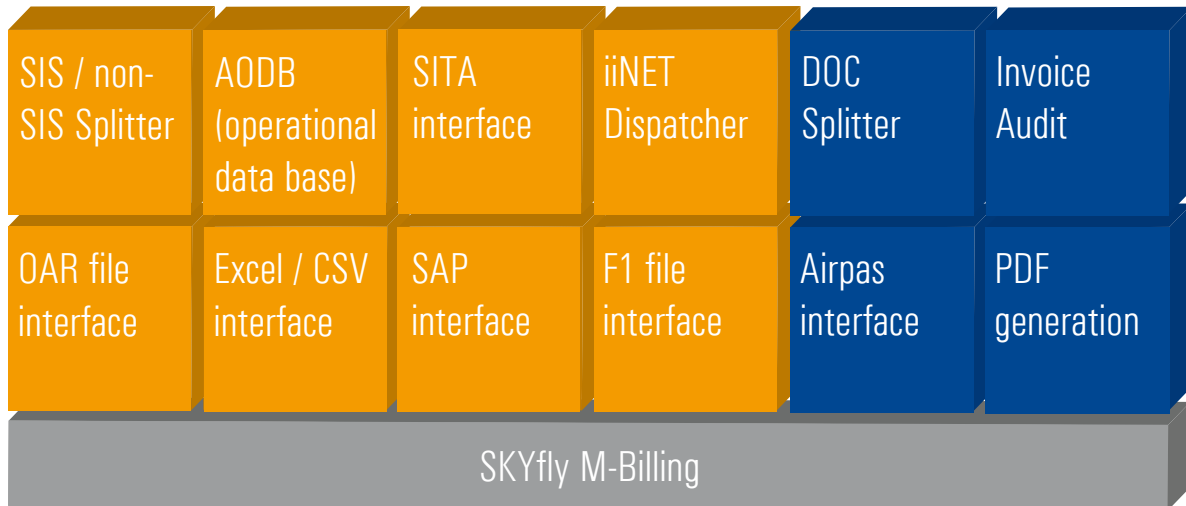 SIS / non-
SIS Splitter
AODB
(operational
data base)
SITA
interface
iiNET
Dispatcher
DOC
Splitter
Invoice
Audit
OAR file
interface
Excel / CSV
interface
SAP
interface
F1 file
interface
Airpas
interface
PDF
generation
SKYfly M-Billing